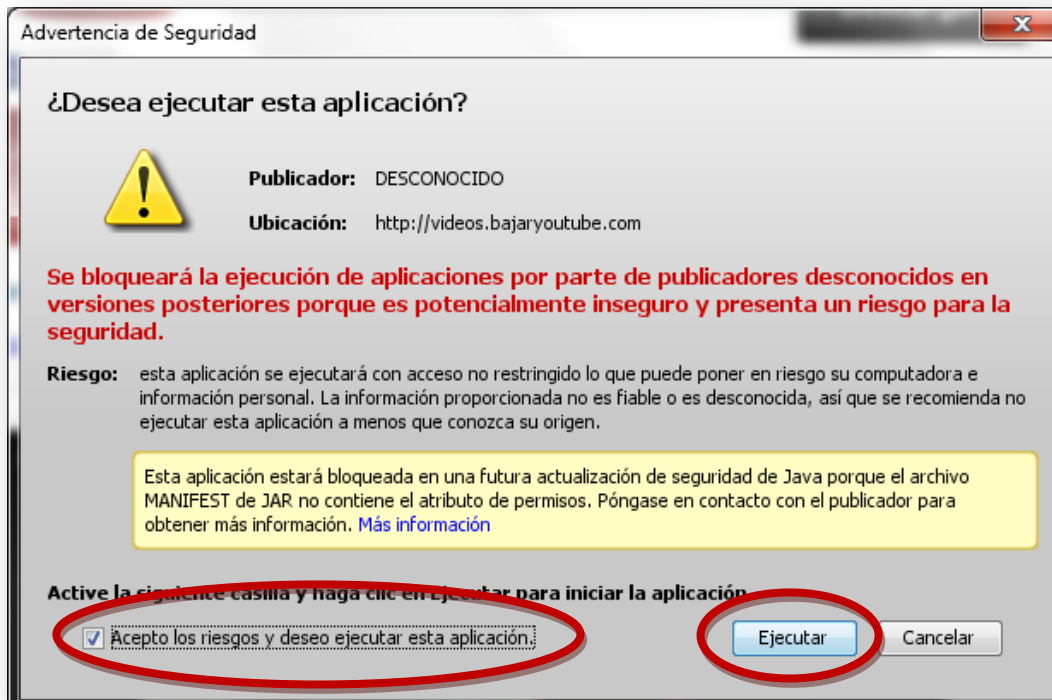 Advertencia de Seguridad
¿Desea ejecutar esta aplicación?
Publicador: DESCONOCIDO
Ubicación: http://videos.bajaryoutube.com
Se bloqueará la ejecución de aplicaciones por parte de publicadores desconocidos en
versiones posteriores porque es potencialmente inseguro y presenta un riesgo para la
seguridad.
Riesgo: esta aplicación se ejecutará con acceso no restringido lo que puede poner en riesgo su computadora e
información personal. La información proporcionada no es fiable o es desconocida, así que se recomienda no
ejecutar esta aplicación a menos que conozca su origen.
Esta aplicación estará bloqueada en una futura actualización de seguridad de Java porque el archivo
MANIFEST de JAR no contiene el atributo de permisos. Póngase en contacto con el publicador para
obtener más información. Más información
Active la siguiente casilla y haga clic en Ejecutar para iniciar la aplicación
Acepto los riesgos y deseo ejecutar esta aplicación.
Ejecutar
Cancelar